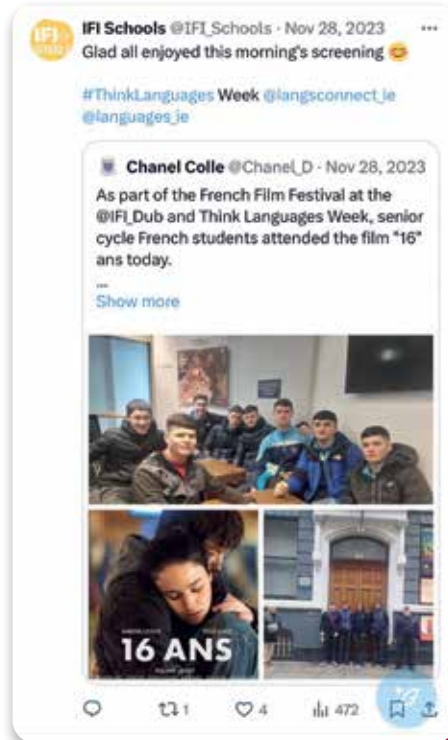 IFI Schools @IFI_Schools · Nov 28, 2023
Glad all enjoyed this morning's screening 😊
#ThinkLanguages Week @langsconnect_ie
@languages_ie
Chanel Colle @Chanel_D · Nov 28, 2023
As part of the French Film Festival at the
@IFI_Dub and Think Languages Week, senior
cycle French students attended the film "16"
ans today.
...
Show more
16 ANS
1
4
472